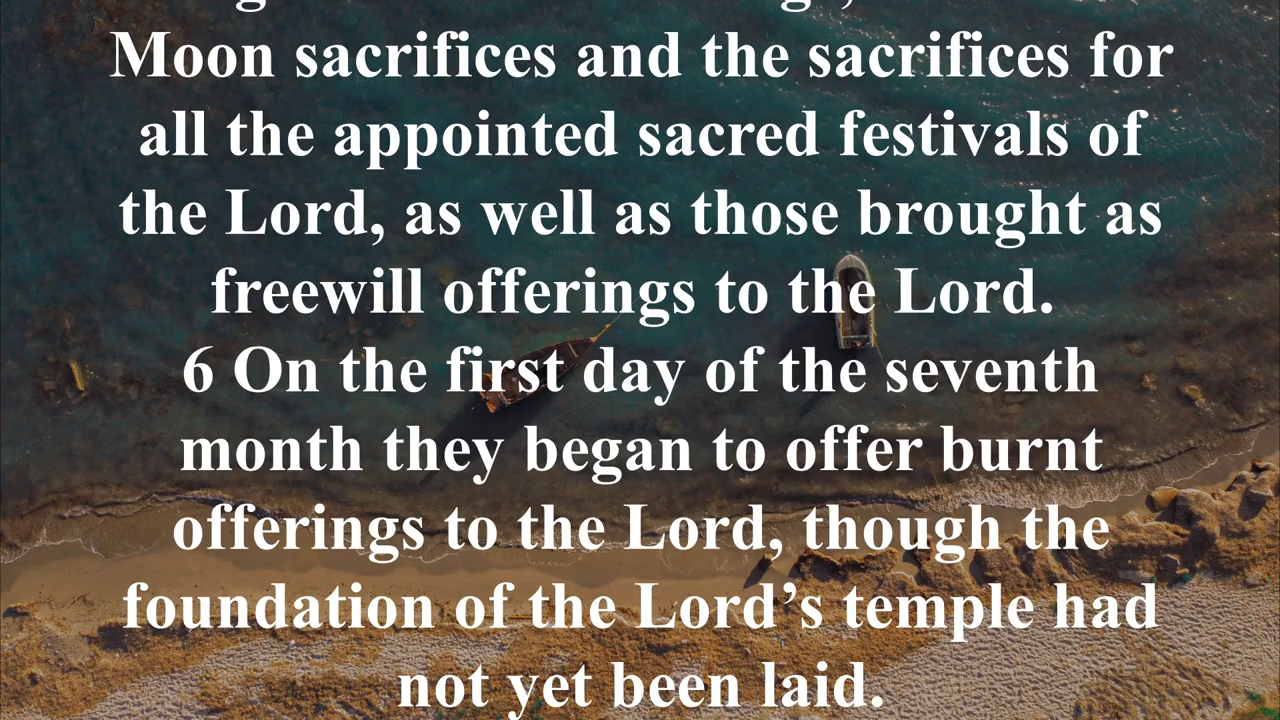 Moon sacrifices and the sacrifices for
all the appointed sacred festivals of
the Lord, as well as those brought as
freewill offerings to the Lord.
6 On the first day of the seventh
month they began to offer burnt
offerings to the Lord, though the
foundation of the Lord’s temple had
not yet been laid.